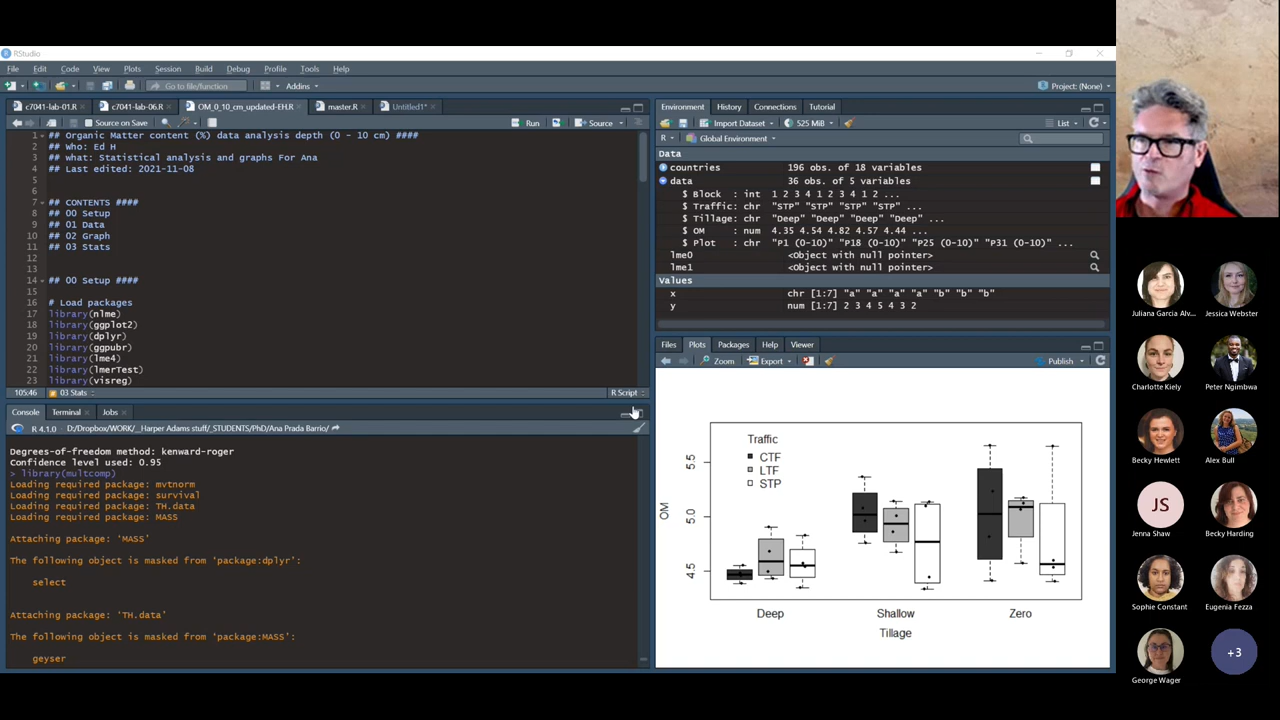 RStudio
File Edit Code View Plots Session Build Debug Profile Tools Help
Go to file/function Addins Project: (None)
c7041-lab-01.R c7041-lab-06.R OM_0_10_cm_updated-EH.R master.R Untitled1*
Source on Save Run Source
1 ## Organic Matter content (%) data analysis depth (0 - 10 cm) ####
2 ## Who: Ed H
3 ## what: Statistical analysis and graphs For Ana
4 ## Last edited: 2021-11-08
5
6
7 ## CONTENTS ####
8 ## 00 Setup
9 ## 01 Data
10 ## 02 Graph
11 ## 03 Stats
12
13
14 ## 00 Setup ####
15
16 # Load packages
17 library(nlme)
18 library(ggplot2)
19 library(dplyr)
20 library(ggpubr)
21 library(lme4)
22 library(lmerTest)
23 library(visreg)
105:46 03 Stats R Script
Console Terminal Jobs
R 4.1.0 D:/Dropbox/WORK/_Harper Adams stuff/_STUDENTS/PhD/Ana Prada Barrio/
Degrees-of-freedom method: kenward-roger
Confidence level used: 0.95
> library(multcomp)
Loading required package: mvtnorm
Loading required package: survival
Loading required package: TH.data
Loading required package: MASS
Attaching package: 'MASS'
The following object is masked from 'package:dplyr':
select
Attaching package: 'TH.data'
The following object is masked from 'package:MASS':
geyser
Environment History Connections Tutorial
Import Dataset 525 MiB List
R Global Environment
Data
countries 196 obs. of 18 variables
data 36 obs. of 5 variables
$ Block : int 1 2 3 4 1 2 3 4 1 2 ...
$ Traffic: chr "STP" "STP" "STP" "STP" ...
$ Tillage: chr "Deep" "Deep" "Deep" "Deep" ...
$ OM : num 4.35 4.54 4.82 4.57 4.44 ...
$ Plot : chr "P1 (0-10)" "P18 (0-10)" "P25 (0-10)" "P31 (0-10)" ...
lme0 <Object with null pointer>
lme1 <Object with null pointer>
Values
x chr [1:7] "a" "a" "a" "a" "b" "b" "b"
y num [1:7] 2 3 4 5 4 3 2
Files Plots Packages Help Viewer
Zoom Export Publish
Traffic
CTF
LTF
STP
OM
5.5
5.0
4.5
Deep Shallow Zero
Tillage
Juliana Garcia Alv... Jessica Webster
Charlotte Kiely Peter Ngimbwa
Becky Hewlett Alex Bull
JS
Jenna Shaw Becky Harding
Sophie Constant Eugenia Fezza
+3
George Wager